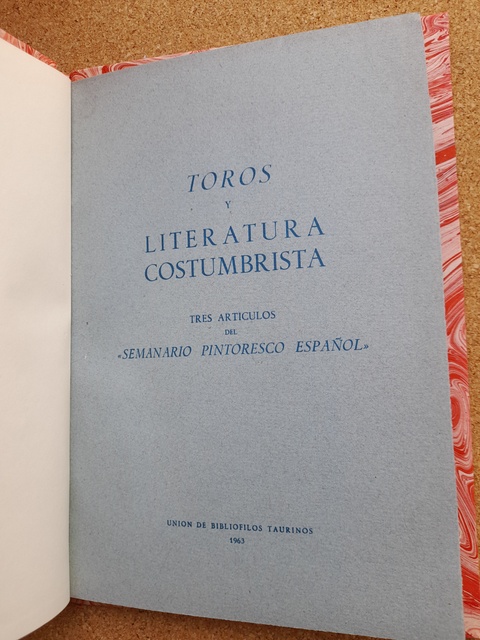 TOROS
Y
LITERATURA
COSTUMBRISTA
TRES ARTICULOS
DEL
«SEMANARIO PINTORESCO ESPAÑOL»
UNION DE BIBLIOFILOS TAURINOS
1963